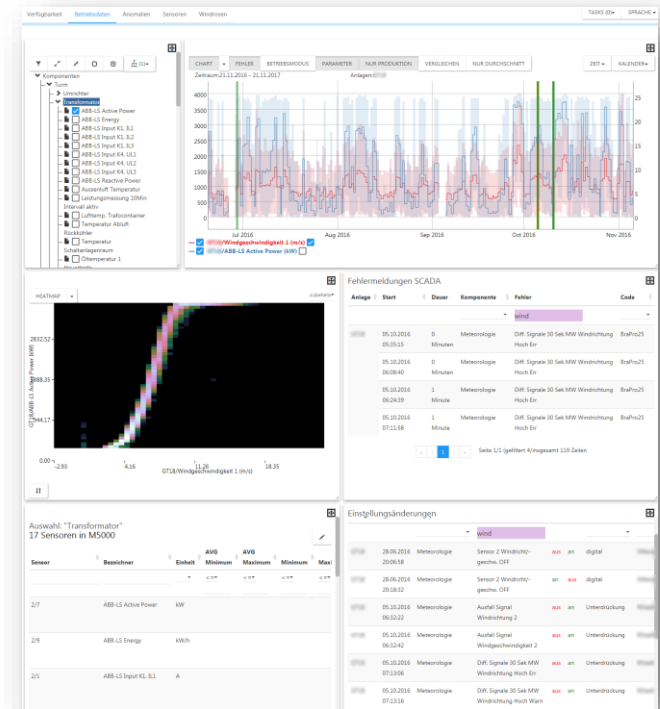 Verfügbarkeit Betriebsdaten Anomalien Sensoren Windrosen TASKS (0) SPRACHE
(1)
Komponenten
Turm
Umrichter
Transformator
ABB-LS Active Power
ABB-LS Energy
ABB-LS Input K1. IL1
ABB-LS Input K1. IL2
ABB-LS Input K1. IL3
ABB-LS Input K4. UL1
ABB-LS Input K4. UL2
ABB-LS Input K4. UL3
ABB-LS Reactive Power
Aussenluft Temperatur
Leistungsmessung 10Min
Intervall aktiv
Lufttemp. Trafocontainer
Temperatur Abluft
Rückkühler
Temperatur
Schaltanlagenraum
Öltemperatur 1
CHART FEHLER BETRIEBSMODUS PARAMETER NUR PRODUKTION VERGLEICHEN NUR DURCHSCHNITT ZEIT KALENDER
Zeitraum:21.11.2016 - 21.11.2017 Anlagen:
4000
3500
3000
2500
2000
1500
1000
500
0
25
20
15
10
5
0
Jul 2016 Aug 2016 Sep 2016 Oct 2016 Nov 2016
/Windgeschwindigkeit 1 (m/s)
/ABB-LS Active Power (kW)
HEATMAP cubehelix
GT18/ABB-LS Active Power (kW)
2832.52
1888.35
944.17
0.00
-2.93 4.16 11.26 18.35
GT18/Windgeschwindigkeit 1 (m/s)
Fehlermeldungen SCADA
Anlage Start Dauer Komponente Fehler Code
wind
05.10.2016 0 Meteorologie Diff. Signale 30 Sek MW Windrichtung BraPro25
05:35:15 Minuten Hoch Err
05.10.2016 0 Meteorologie Diff. Signale 30 Sek MW Windrichtung BraPro25
06:08:40 Minuten Hoch Err
05.10.2016 1 Meteorologie Diff. Signale 30 Sek MW Windrichtung BraPro25
06:24:39 Minute Hoch Err
05.10.2016 1 Meteorologie Diff. Signale 30 Sek MW Windrichtung BraPro25
07:11:58 Minute Hoch Err
1 Seite 1/1 (gefiltert 4/insgesamt 119 Zeilen
Auswahl: "Transformator"
17 Sensoren in M5000
AVG AVG
Sensor Bezeichner Einheit Minimum Maximum Minimum Maxi
<=> <=> <=> <=>
2/7 ABB-LS Active Power kW
2/9 ABB-LS Energy kW/h
2/1 ABB-LS Input K1. IL1 A
Einstellungsänderungen
wind
28.06.2016 Meteorologie Sensor 2 Windricht/- aus an digital
20:06:58 geschw. OFF
28.06.2016 Meteorologie Sensor 2 Windricht/- an aus digital
20:18:32 geschw. OFF
05.10.2016 Meteorologie Ausfall Signal aus an Unterdrückung
06:32:22 Windrichtung 2
05.10.2016 Meteorologie Ausfall Signal aus an Unterdrückung
06:32:42 Windgeschwindigkeit 2
05.10.2016 Meteorologie Diff. Signale 30 Sek MW aus an Unterdrückung
07:13:06 Windrichtung Hoch Err
05.10.2016 Meteorologie Diff. Signale 30 Sek MW aus an Unterdrückung
07:13:16 Windrichtung Hoch Warn